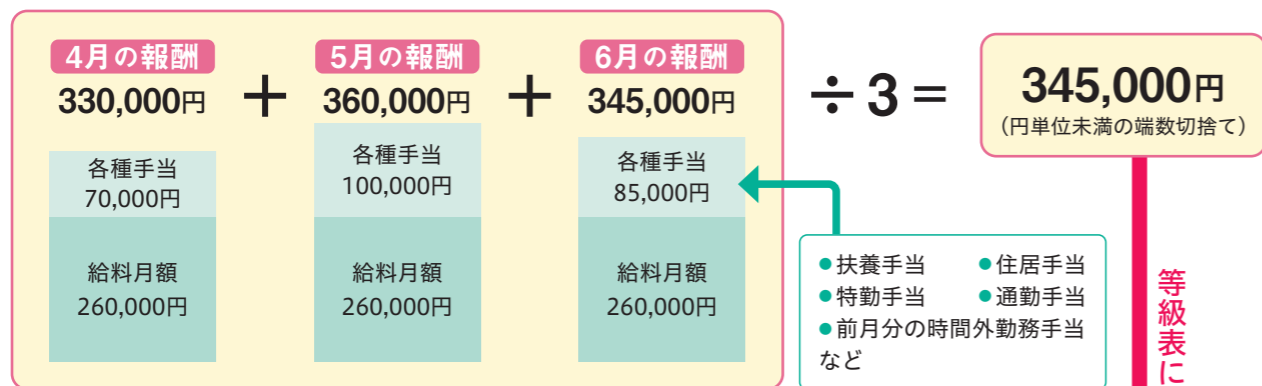 4月の報酬
330,000円
各種手当
70,000円
給料月額
260,000円
＋
5月の報酬
360,000円
各種手当
100,000円
給料月額
260,000円
＋
6月の報酬
345,000円
各種手当
85,000円
給料月額
260,000円
÷3＝
345,000円
（円単位未満の端数切捨て）
●扶養手当　●住居手当
●特勤手当　●通勤手当
●前月分の時間外勤務手当
など
等級表に